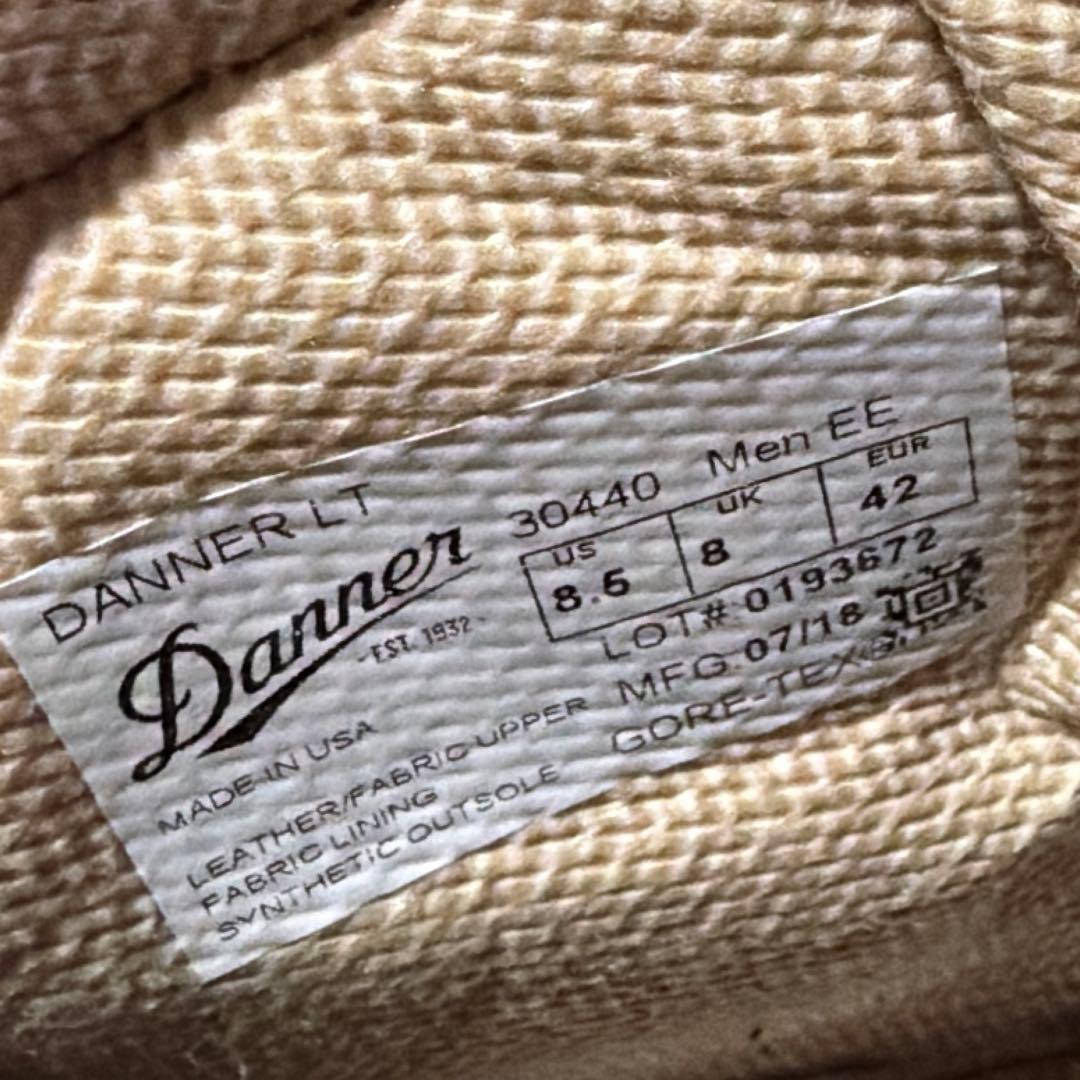 DANNER LT
30440 Men EE
Danner
EST. 1932
US UK EUR
8.5 8 42
LOT# 0193672
MFG 07/18
GORE-TEX®
MADE IN USA
LEATHER/FABRIC UPPER
FABRIC LINING
SYNTHETIC OUTSOLE